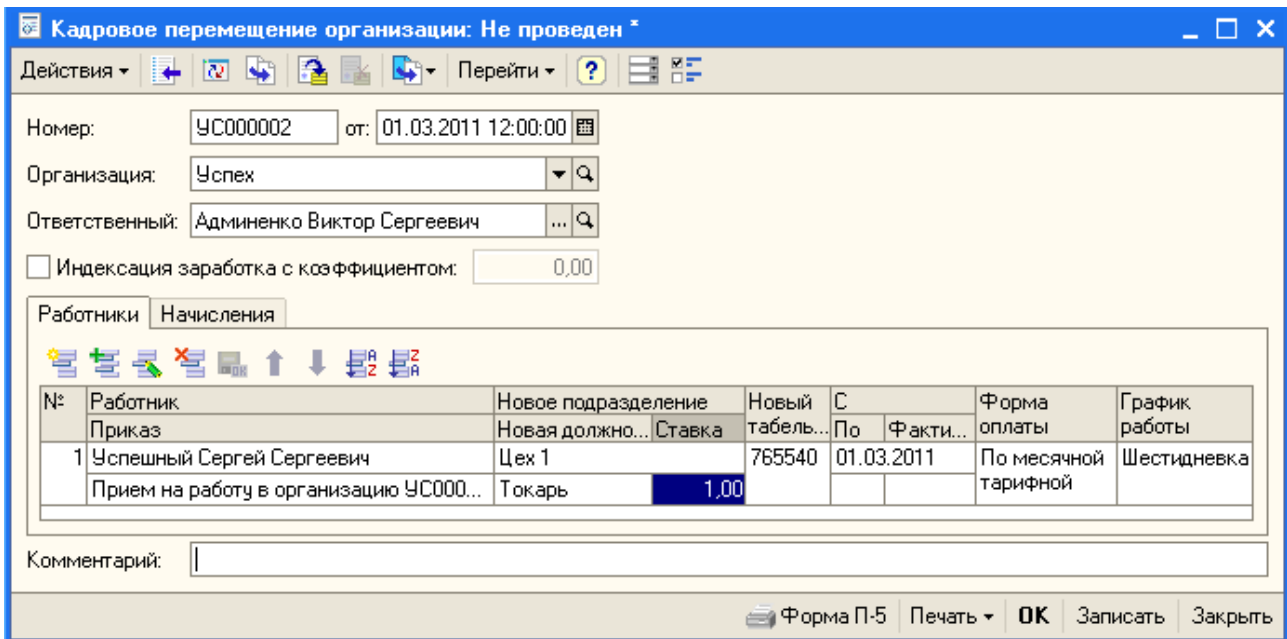 Кадровое перемещение организации: Не проведен *
Действия Перейти ?
Номер: УС000002 от: 01.03.2011 12:00:00
Организация: Успех
Ответственный: Админенко Виктор Сергеевич ...
Индексация заработка с коэффициентом: 0,00
Работники Начисления
№ Работник Новое подразделение Новый табель... С Форма оплаты График работы
Приказ Новая должно... Ставка По Факти...
1 Успешный Сергей Сергеевич Цех 1 765540 01.03.2011 По месячной тарифной Шестидневка
Прием на работу в организацию УС000... Токарь 1,00
Комментарий:
Форма П-5 Печать OK Записать Закрыть